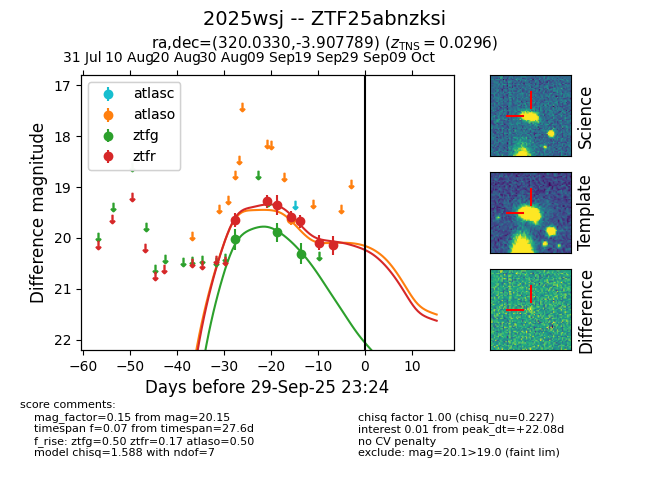 2025wsj -- ZTF25abnzksi
ra,dec=(320.0330,-3.907789) (zTNS = 0.0296)
31 Jul 10 Aug 20 Aug 30 Aug 09 Sep 19 Sep 29 Sep 09 Oct
atlasc
atlaso
ztfg
ztfr
17
18
19
20
21
22
Difference magnitude
−60 −50 −40 −30 −20 −10 0 10
Days before 29-Sep-25 23:24
Science
Template
Difference
score comments:
mag_factor=0.15 from mag=20.15
timespan f=0.07 from timespan=27.6d
f_rise: ztfg=0.50 ztfr=0.17 atlaso=0.50
model chisq=1.588 with ndof=7
chisq factor 1.00 (chisq_nu=0.227)
interest 0.01 from peak_dt=+22.08d
no CV penalty
exclude: mag=20.1>19.0 (faint lim)